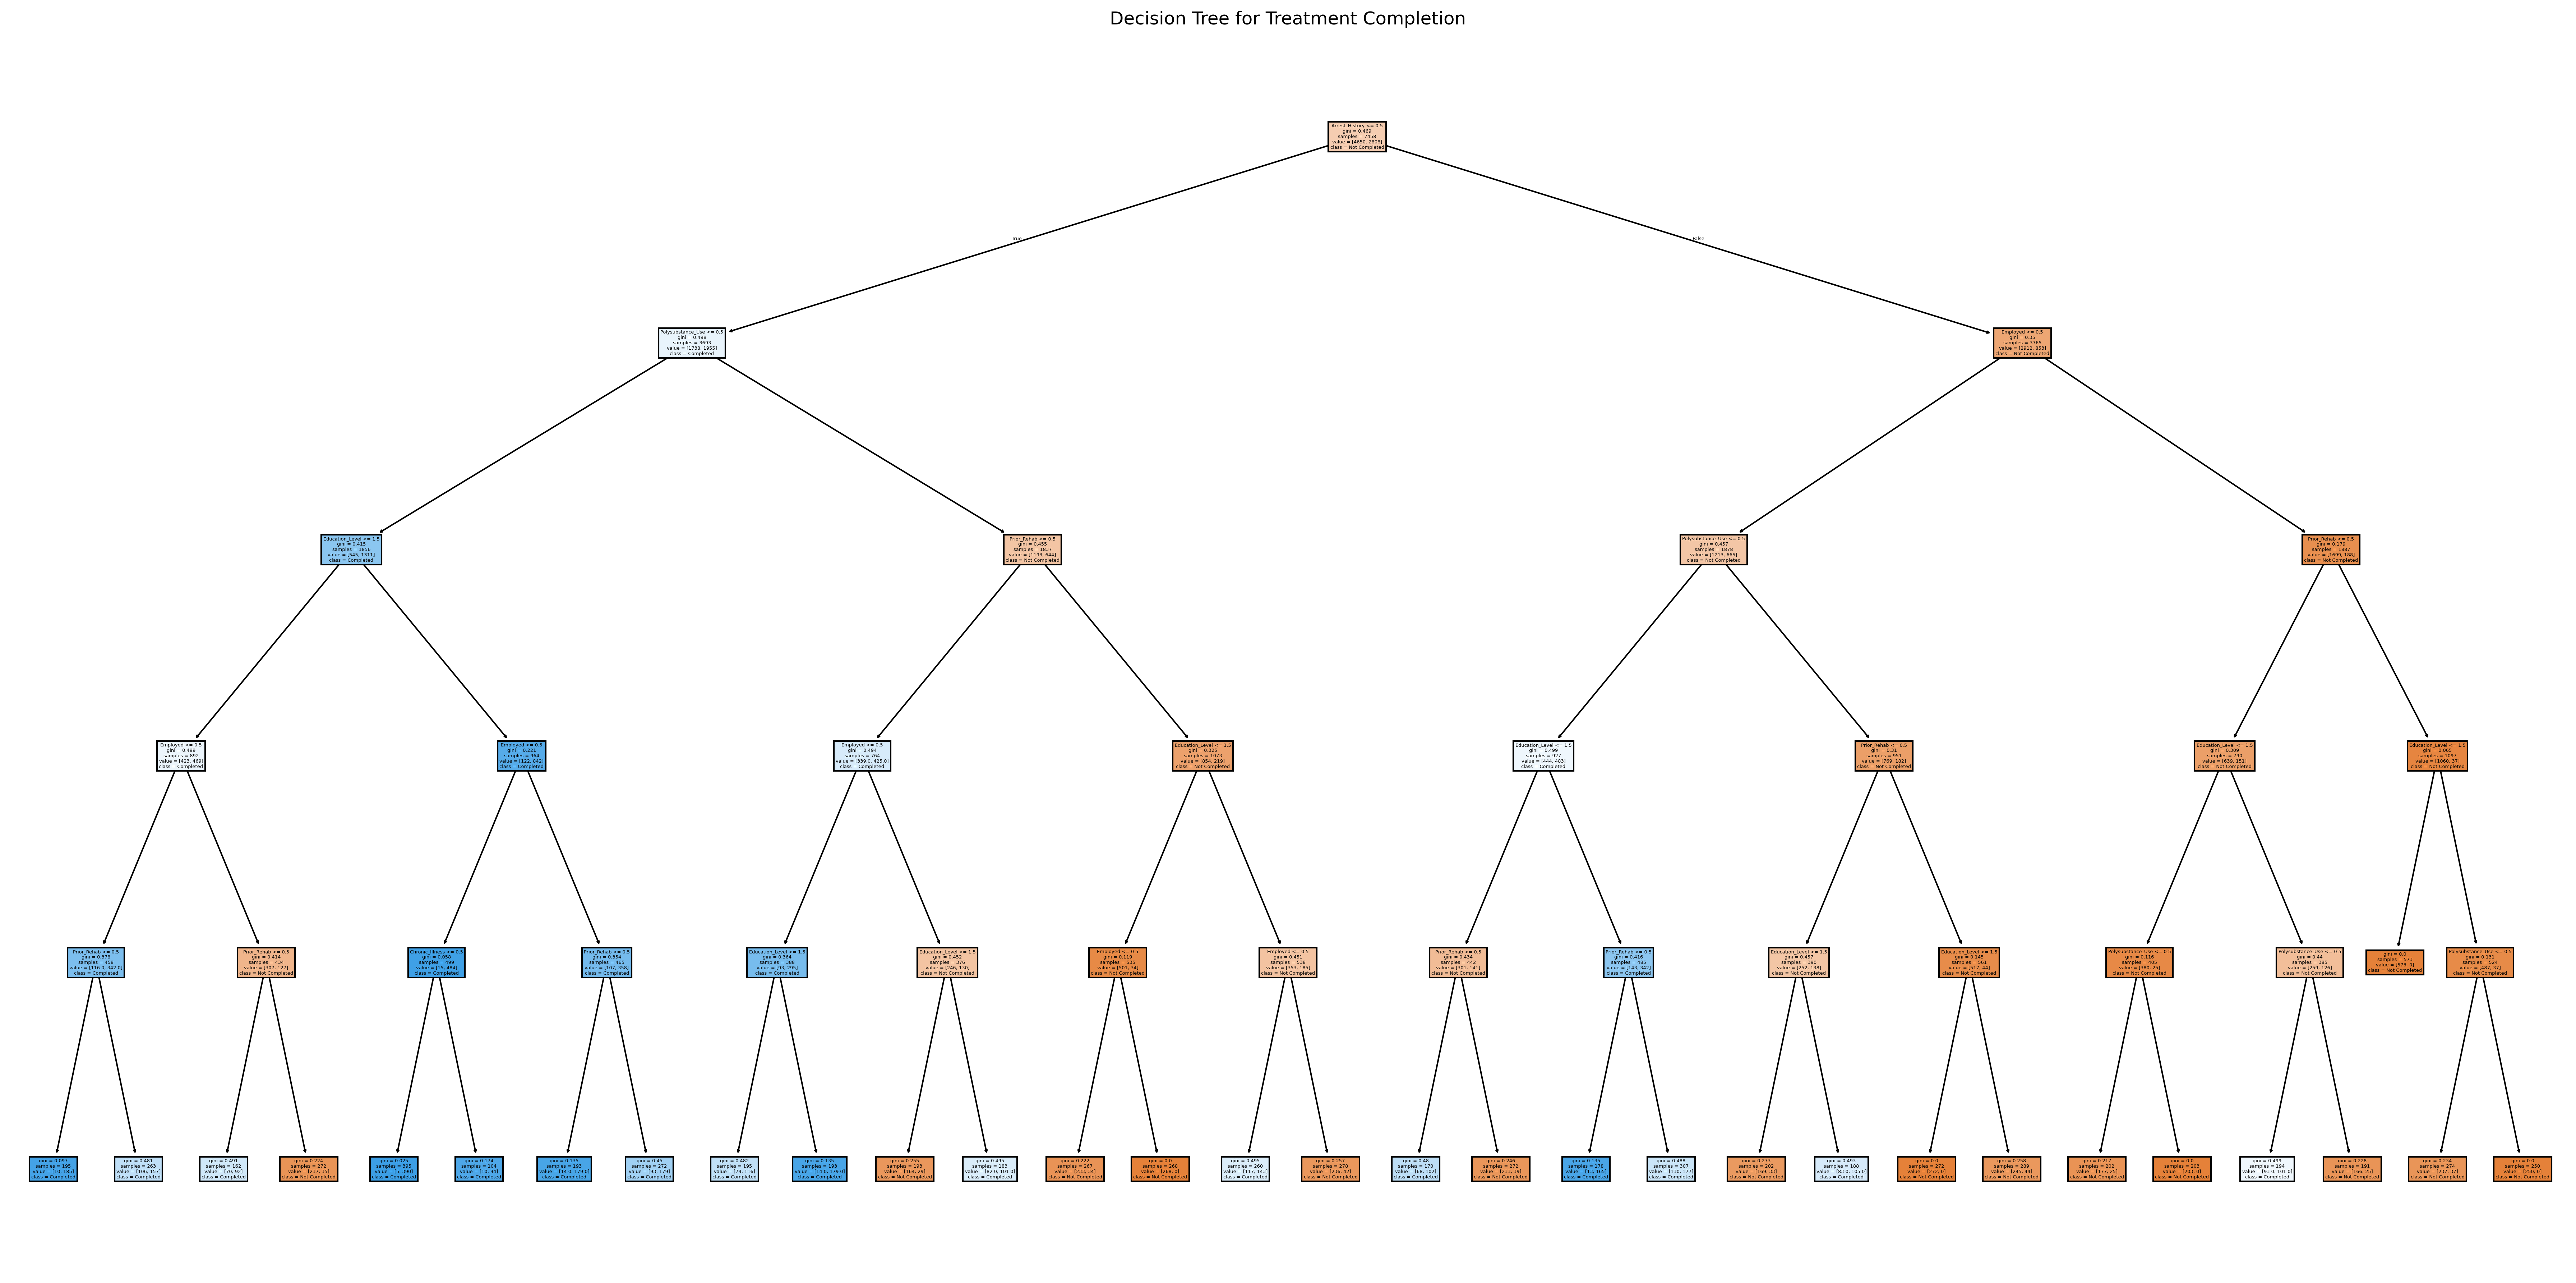 Decision Tree for Treatment Completion
Arrest_History <= 0.5
gini = 0.469
samples = 7458
value = [4650, 2808]
class = Not Completed
True
False
Polysubstance_Use <= 0.5
gini = 0.498
samples = 3693
value = [1738, 1955]
class = Completed
Employed <= 0.5
gini = 0.35
samples = 3765
value = [2912, 853]
class = Not Completed
Education_Level <= 1.5
gini = 0.415
samples = 1856
value = [545, 1311]
class = Completed
Prior_Rehab <= 0.5
gini = 0.455
samples = 1837
value = [1193, 644]
class = Not Completed
Polysubstance_Use <= 0.5
gini = 0.457
samples = 1878
value = [1213, 665]
class = Not Completed
Prior_Rehab <= 0.5
gini = 0.179
samples = 1887
value = [1699, 188]
class = Not Completed
Employed <= 0.5
gini = 0.499
samples = 892
value = [423, 469]
class = Completed
Employed <= 0.5
gini = 0.221
samples = 964
value = [122, 842]
class = Completed
Employed <= 0.5
gini = 0.494
samples = 764
value = [339.0, 425.0]
class = Completed
Education_Level <= 1.5
gini = 0.325
samples = 1073
value = [854, 219]
class = Not Completed
Education_Level <= 1.5
gini = 0.499
samples = 927
value = [444, 483]
class = Completed
Prior_Rehab <= 0.5
gini = 0.31
samples = 951
value = [769, 182]
class = Not Completed
Education_Level <= 1.5
gini = 0.309
samples = 790
value = [639, 151]
class = Not Completed
Education_Level <= 1.5
gini = 0.065
samples = 1097
value = [1060, 37]
class = Not Completed
Prior_Rehab <= 0.5
gini = 0.378
samples = 458
value = [116.0, 342.0]
class = Completed
Prior_Rehab <= 0.5
gini = 0.414
samples = 434
value = [307, 127]
class = Not Completed
Chronic_Illness <= 0.5
gini = 0.058
samples = 499
value = [15, 484]
class = Completed
Prior_Rehab <= 0.5
gini = 0.354
samples = 465
value = [107, 358]
class = Completed
Education_Level <= 1.5
gini = 0.364
samples = 388
value = [93, 295]
class = Completed
Education_Level <= 1.5
gini = 0.452
samples = 376
value = [246, 130]
class = Not Completed
Employed <= 0.5
gini = 0.119
samples = 535
value = [501, 34]
class = Not Completed
Employed <= 0.5
gini = 0.451
samples = 538
value = [353, 185]
class = Not Completed
Prior_Rehab <= 0.5
gini = 0.434
samples = 442
value = [301, 141]
class = Not Completed
Prior_Rehab <= 0.5
gini = 0.416
samples = 485
value = [143, 342]
class = Completed
Education_Level <= 1.5
gini = 0.457
samples = 390
value = [252, 138]
class = Not Completed
Education_Level <= 1.5
gini = 0.145
samples = 561
value = [517, 44]
class = Not Completed
Polysubstance_Use <= 0.5
gini = 0.116
samples = 405
value = [380, 25]
class = Not Completed
Polysubstance_Use <= 0.5
gini = 0.44
samples = 385
value = [259, 126]
class = Not Completed
gini = 0.0
samples = 573
value = [573, 0]
class = Not Completed
Polysubstance_Use <= 0.5
gini = 0.131
samples = 524
value = [487, 37]
class = Not Completed
gini = 0.097
samples = 195
value = [10, 185]
class = Completed
gini = 0.481
samples = 263
value = [106, 157]
class = Completed
gini = 0.491
samples = 162
value = [70, 92]
class = Completed
gini = 0.224
samples = 272
value = [237, 35]
class = Not Completed
gini = 0.025
samples = 395
value = [5, 390]
class = Completed
gini = 0.174
samples = 104
value = [10, 94]
class = Completed
gini = 0.135
samples = 193
value = [14.0, 179.0]
class = Completed
gini = 0.45
samples = 272
value = [93, 179]
class = Completed
gini = 0.482
samples = 195
value = [79, 116]
class = Completed
gini = 0.135
samples = 193
value = [14.0, 179.0]
class = Completed
gini = 0.255
samples = 193
value = [164, 29]
class = Not Completed
gini = 0.495
samples = 183
value = [82.0, 101.0]
class = Completed
gini = 0.222
samples = 267
value = [233, 34]
class = Not Completed
gini = 0.0
samples = 268
value = [268, 0]
class = Not Completed
gini = 0.495
samples = 260
value = [117, 143]
class = Completed
gini = 0.257
samples = 278
value = [236, 42]
class = Not Completed
gini = 0.48
samples = 170
value = [68, 102]
class = Completed
gini = 0.246
samples = 272
value = [233, 39]
class = Not Completed
gini = 0.135
samples = 178
value = [13, 165]
class = Completed
gini = 0.488
samples = 307
value = [130, 177]
class = Completed
gini = 0.273
samples = 202
value = [169, 33]
class = Not Completed
gini = 0.493
samples = 188
value = [83.0, 105.0]
class = Completed
gini = 0.0
samples = 272
value = [272, 0]
class = Not Completed
gini = 0.258
samples = 289
value = [245, 44]
class = Not Completed
gini = 0.217
samples = 202
value = [177, 25]
class = Not Completed
gini = 0.0
samples = 203
value = [203, 0]
class = Not Completed
gini = 0.499
samples = 194
value = [93.0, 101.0]
class = Completed
gini = 0.228
samples = 191
value = [166, 25]
class = Not Completed
gini = 0.234
samples = 274
value = [237, 37]
class = Not Completed
gini = 0.0
samples = 250
value = [250, 0]
class = Not Completed